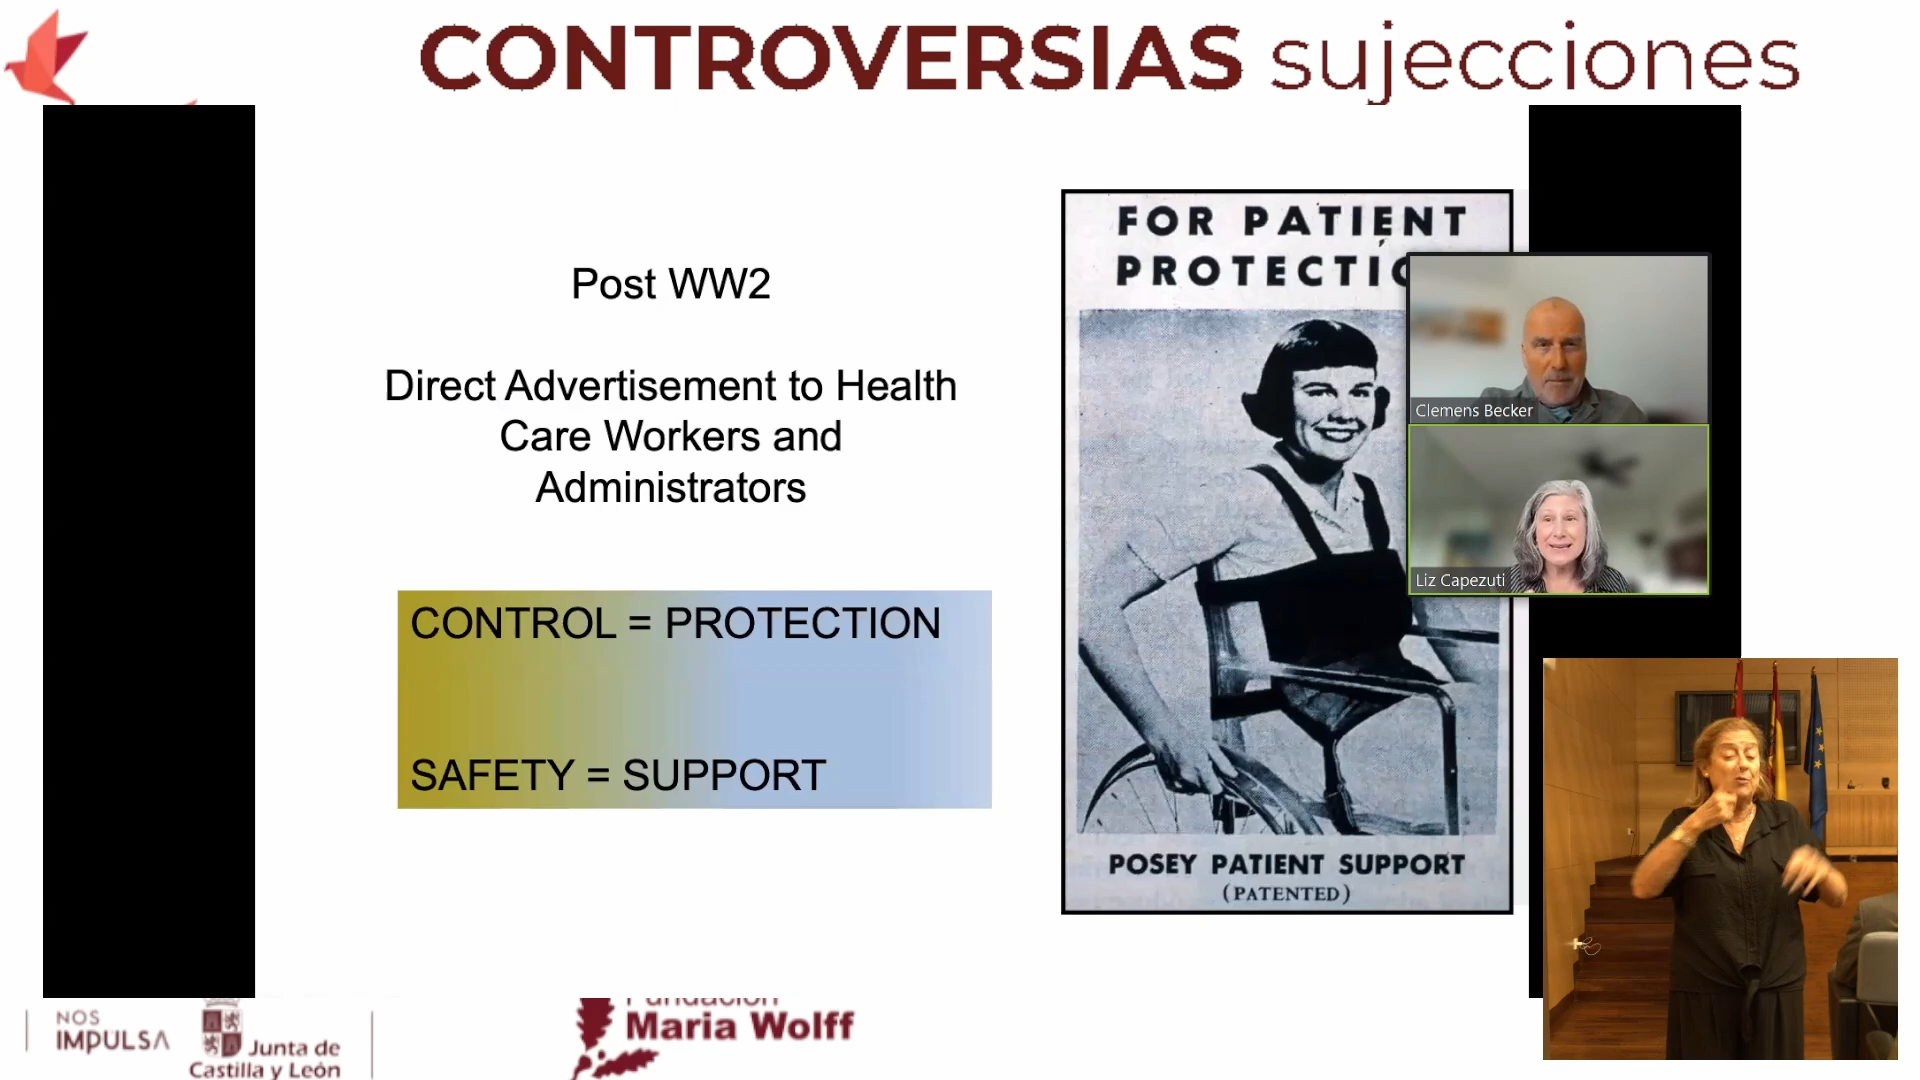 CONTROVERSIAS sujecciones
Post WW2
Direct Advertisement to Health
Care Workers and
Administrators
CONTROL = PROTECTION
SAFETY = SUPPORT
FOR PATIENT
PROTECTIO
POSEY PATIENT SUPPORT
(PATENTED)
Clemens Becker
Liz Capezuti
NOS
IMPULSA
Junta de
Castilla y León
Fundación
Maria Wolff